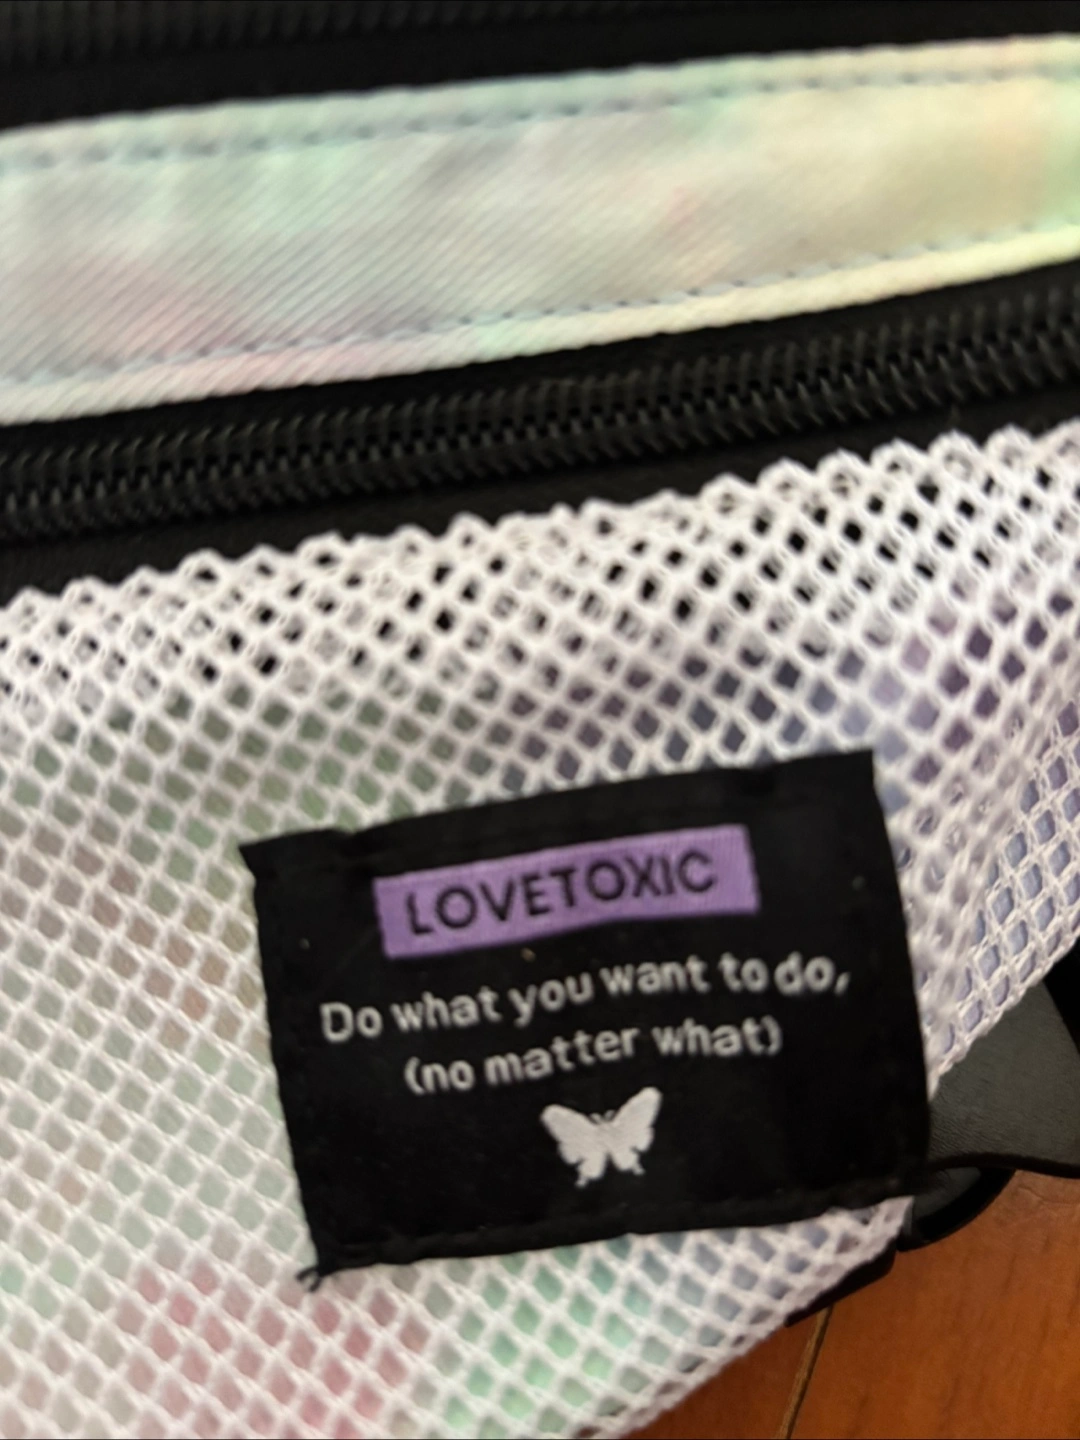 LOVETOXIC
Do what you want to do,
(no matter what)